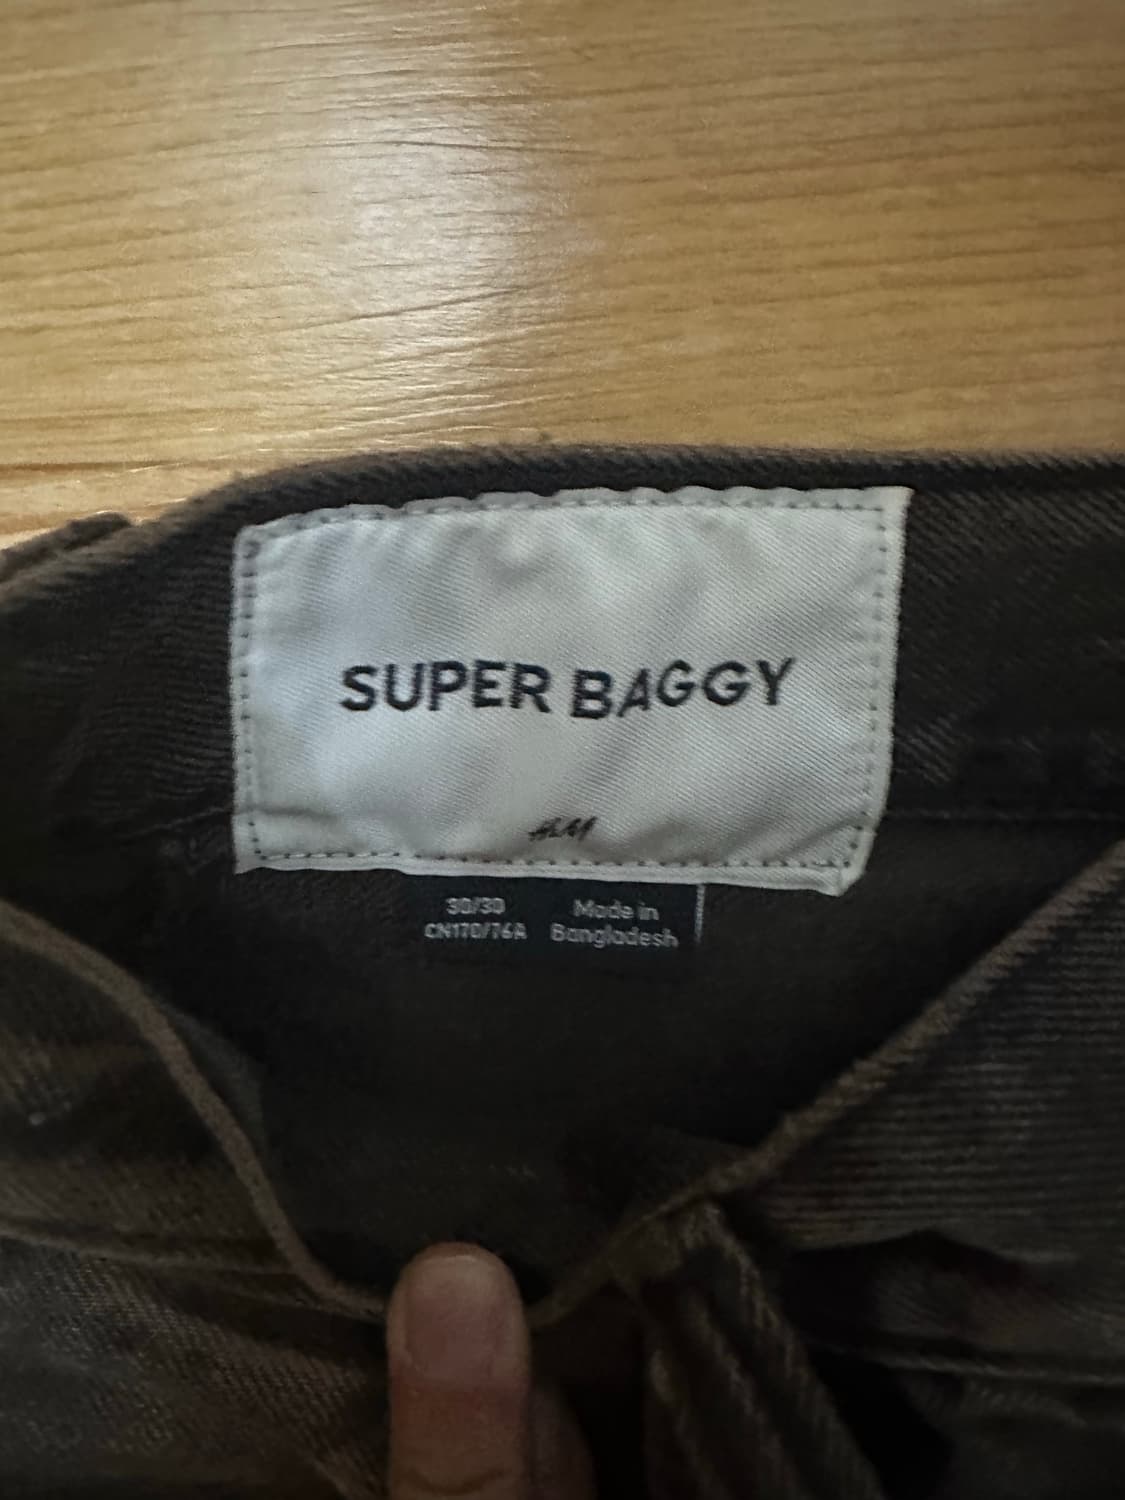 SUPER BAGGY
H&M
30/30
CN170/76A
Made in
Bangladesh